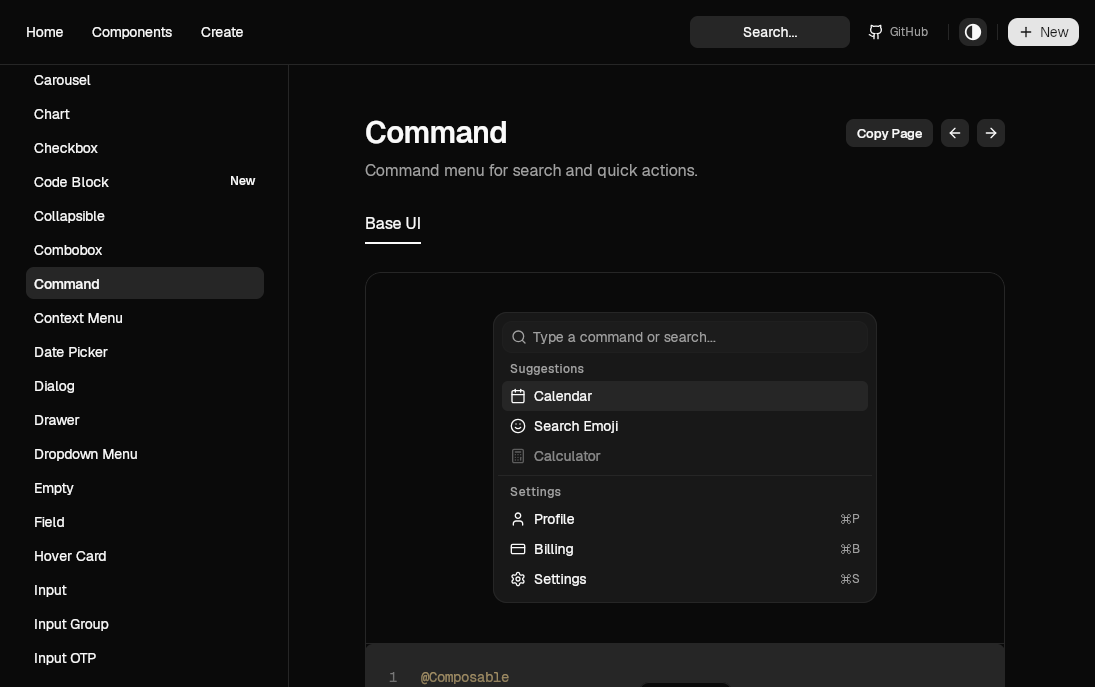 Home Components Create Search... GitHub New
Carousel
Chart
Checkbox
Code Block New
Collapsible
Combobox
Command
Context Menu
Date Picker
Dialog
Drawer
Dropdown Menu
Empty
Field
Hover Card
Input
Input Group
Input OTP
Command
Copy Page
Command menu for search and quick actions.
Base UI
Type a command or search...
Suggestions
Calendar
Search Emoji
Calculator
Settings
Profile ⌘P
Billing ⌘B
Settings ⌘S
1 @Composable